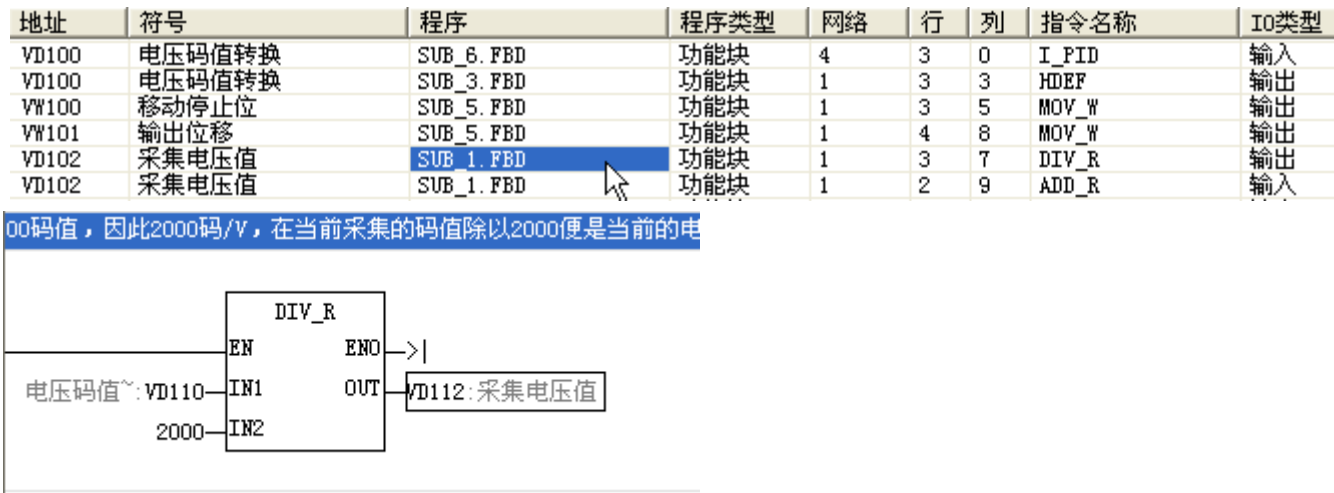 地址 符号 程序 程序类型 网络 行 列 指令名称 IO类型
VD100 电压码值转换 SUB_6.FBD 功能块 4 3 0 I_PID 输入
VD100 电压码值转换 SUB_3.FBD 功能块 1 3 3 HDEF 输出
VW100 移动停止位 SUB_5.FBD 功能块 1 3 5 MOV_W 输出
VW101 输出位移 SUB_5.FBD 功能块 1 4 8 MOV_W 输出
VD102 采集电压值 SUB_1.FBD 功能块 1 3 7 DIV_R 输出
VD102 采集电压值 SUB_1.FBD 功能块 1 2 9 ADD_R 输入
00码值，因此2000码/V，在当前采集的码值除以2000便是当前的电
DIV_R
EN ENO
电压码值~:VD110 IN1 OUT VD112:采集电压值
2000 IN2